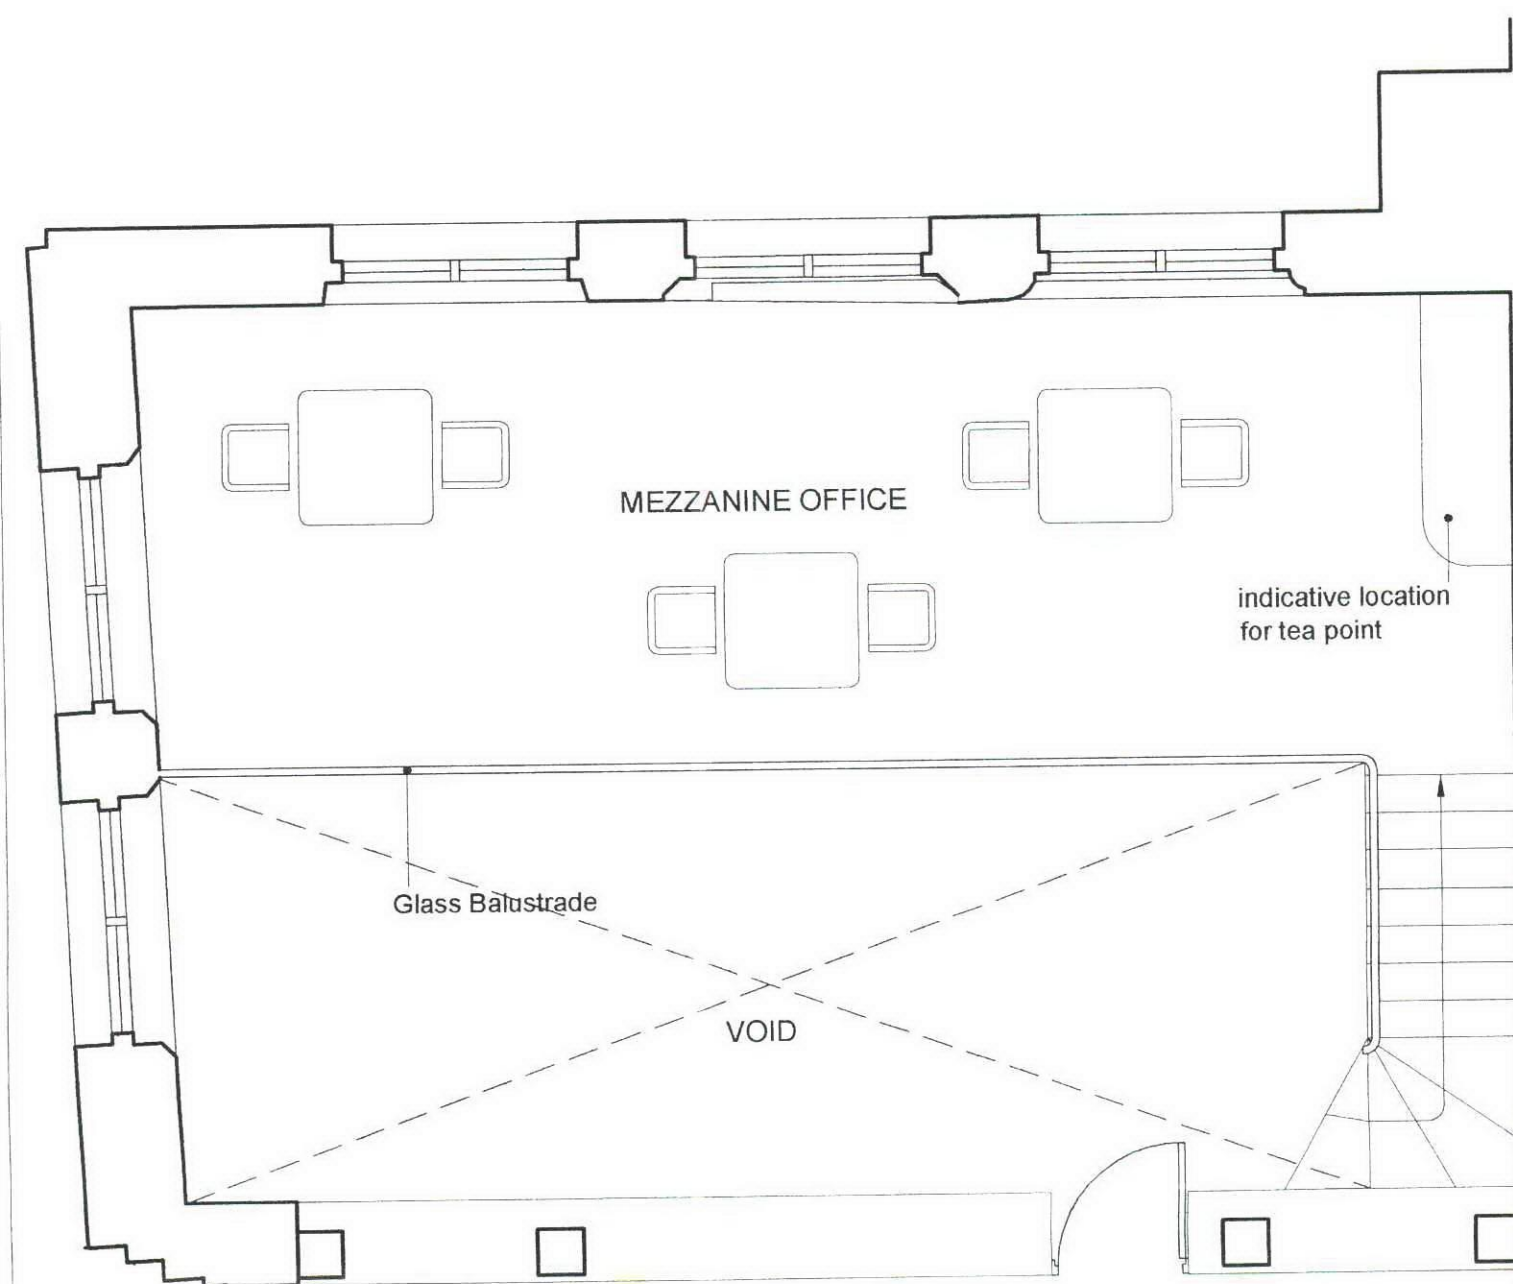 MEZZANINE OFFICE
indicative location
for tea point
Glass Balustrade
VOID